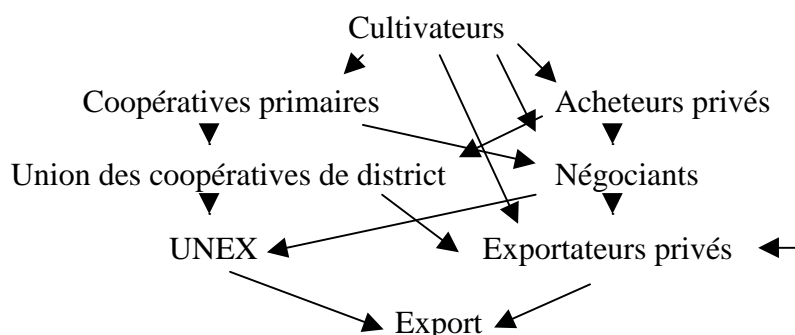 Cultivateurs
Coopératives primaires Acheteurs privés
Union des coopératives de district Négociants
UNEX Exportateurs privés
Export